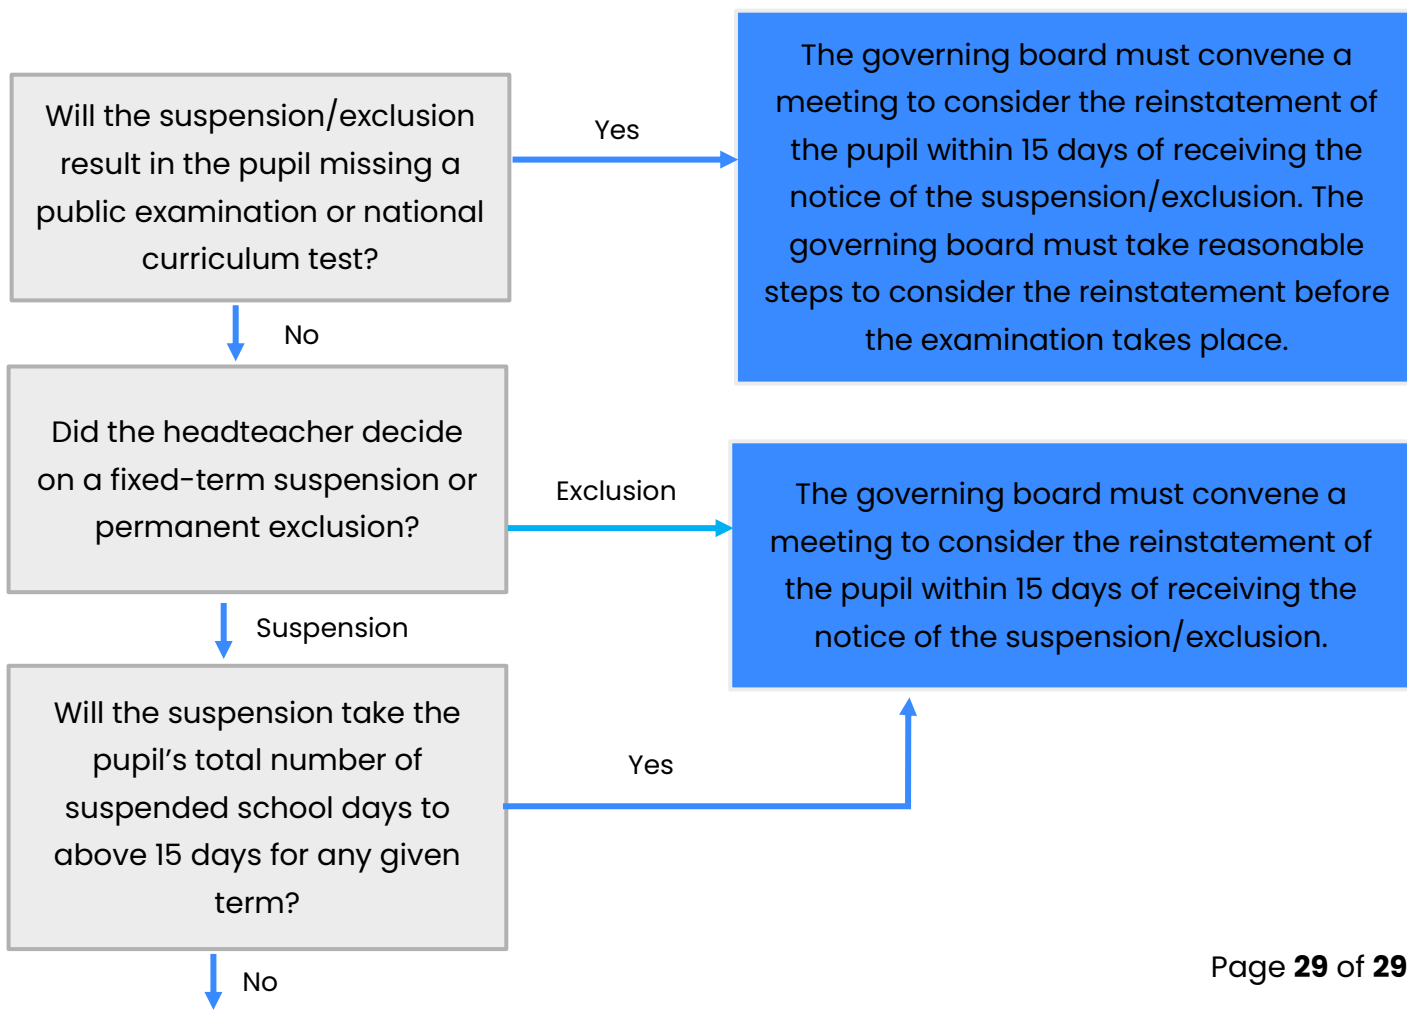 Will the suspension/exclusion
result in the pupil missing a
public examination or national
curriculum test?
Yes
The governing board must convene a
meeting to consider the reinstatement of
the pupil within 15 days of receiving the
notice of the suspension/exclusion. The
governing board must take reasonable
steps to consider the reinstatement before
the examination takes place.
No
Did the headteacher decide
on a fixed-term suspension or
permanent exclusion?
Exclusion
The governing board must convene a
meeting to consider the reinstatement of
the pupil within 15 days of receiving the
notice of the suspension/exclusion.
Suspension
Will the suspension take the
pupil’s total number of
suspended school days to
above 15 days for any given
term?
Yes
No
Page 29 of 29